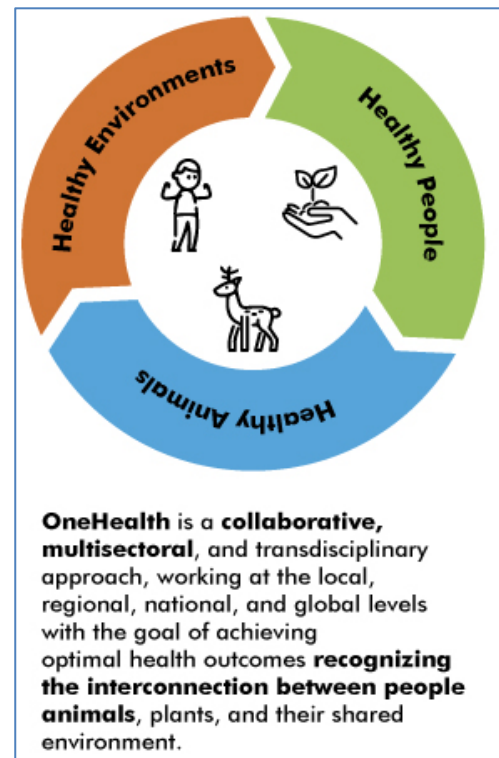 Healthy Environments
Healthy People
Healthy Animals
OneHealth is a collaborative,
multisectoral, and transdisciplinary
approach, working at the local,
regional, national, and global levels
with the goal of achieving
optimal health outcomes recognizing
the interconnection between people
animals, plants, and their shared
environment.